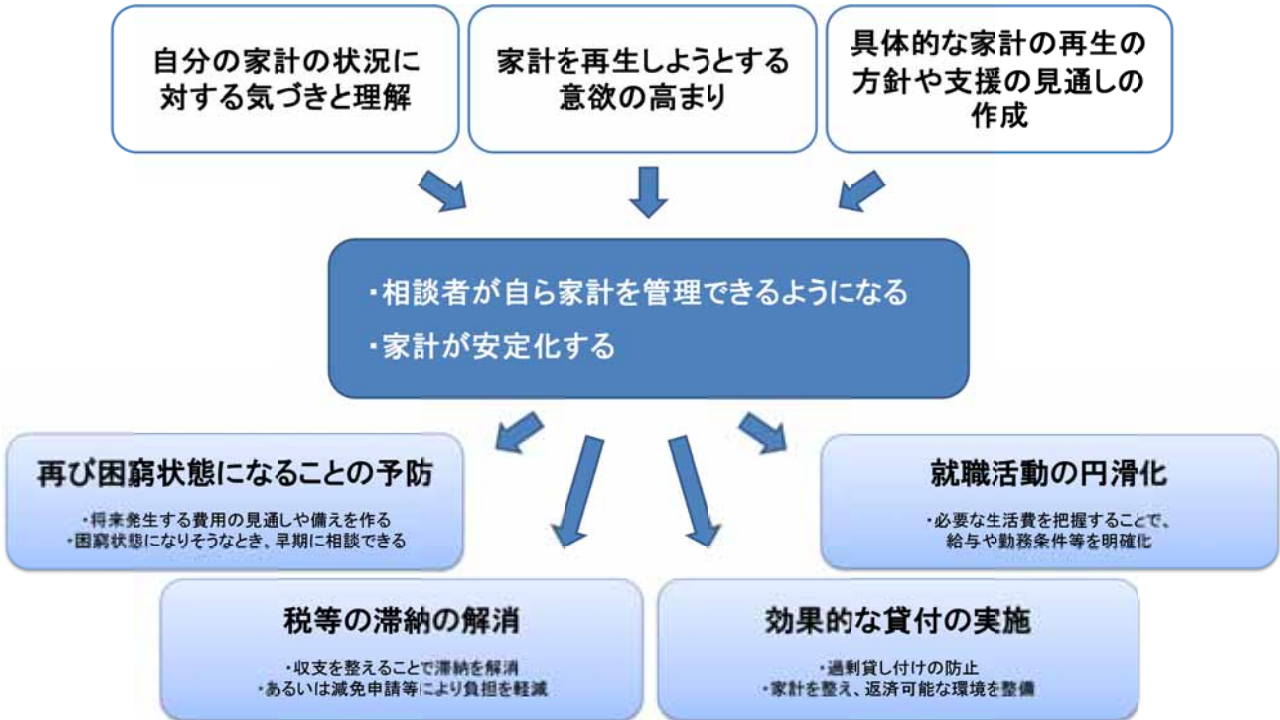 自分の家計の状況に
対する気づきと理解
家計を再生しようとする
意欲の高まり
具体的な家計の再生の
方針や支援の見通しの
作成
・相談者が自ら家計を管理できるようになる
・家計が安定化する
再び困窮状態になることの予防
・将来発生する費用の見通しや備えを作る
・困窮状態になりそうなとき、早期に相談できる
就職活動の円滑化
・必要な生活費を把握することで、
給与や勤務条件等を明確化
税等の滞納の解消
・収支を整えることで滞納を解消
・あるいは減免申請等により負担を軽減
効果的な貸付の実施
・過剰貸し付けの防止
・家計を整え、返済可能な環境を整備